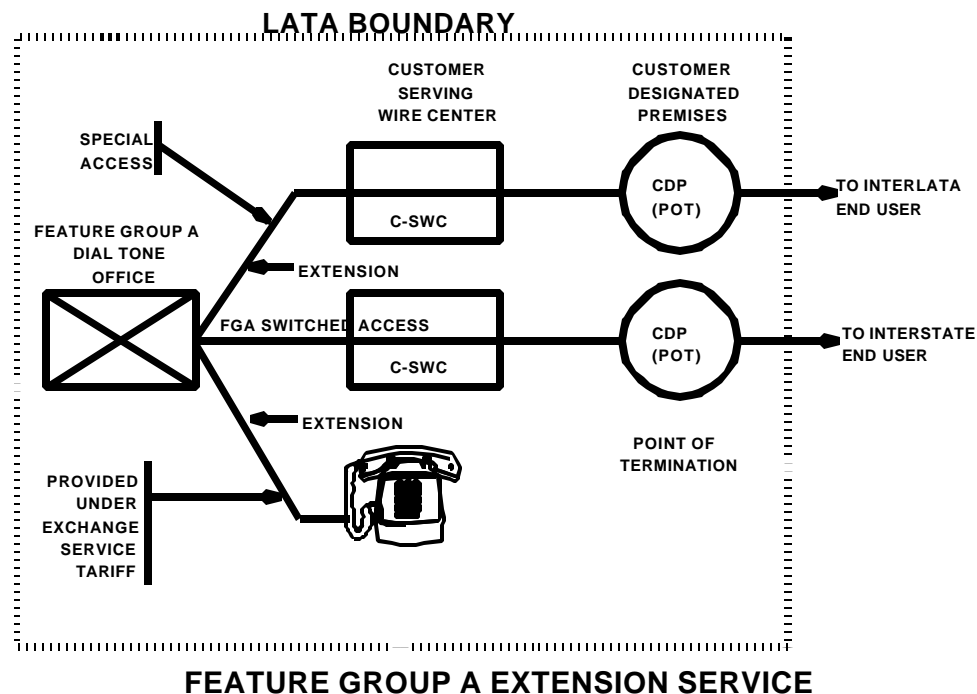 LATA BOUNDARY
CUSTOMER
SERVING
WIRE CENTER
CUSTOMER
DESIGNATED
PREMISES
SPECIAL
ACCESS
CDP
(POT)
TO INTERLATA
END USER
C-SWC
FEATURE GROUP A
DIAL TONE
OFFICE
EXTENSION
FGA SWITCHED ACCESS
CDP
(POT)
TO INTERSTATE
END USER
C-SWC
EXTENSION
POINT OF
TERMINATION
PROVIDED
UNDER
EXCHANGE
SERVICE
TARIFF
FEATURE GROUP A EXTENSION SERVICE